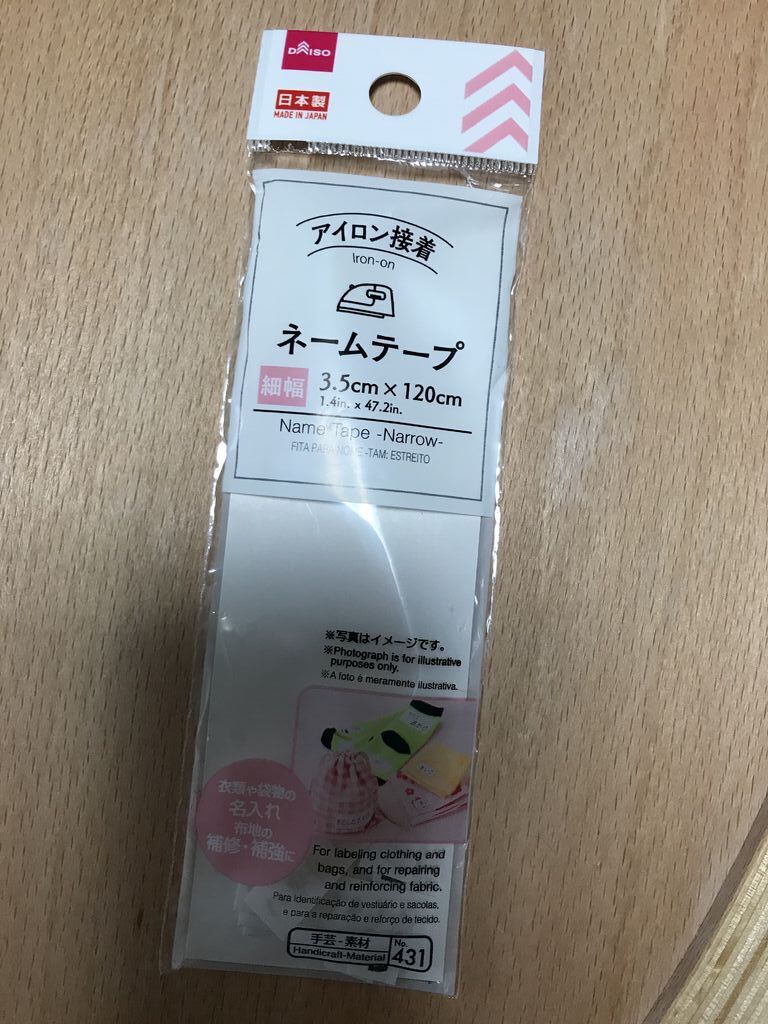 DAISO
日本製
MADE IN JAPAN
アイロン接着
Iron-on
ネームテープ
細幅 3.5cm×120cm
1.4in. x 47.2in.
Name Tape -Narrow-
FITA PARA NOME -TAM: ESTREITO
※写真はイメージです。
※Photograph is for illustrative
purposes only.
※A foto é meramente ilustrativa.
衣類や袋物の
名入れ
布地の
補修・補強に
For labeling clothing and
bags, and for repairing
and reinforcing fabric.
Para identificação de vestuário e sacolas,
e para a reparação e reforço de tecido.
手芸-素材
Handicraft-Material
No.
431